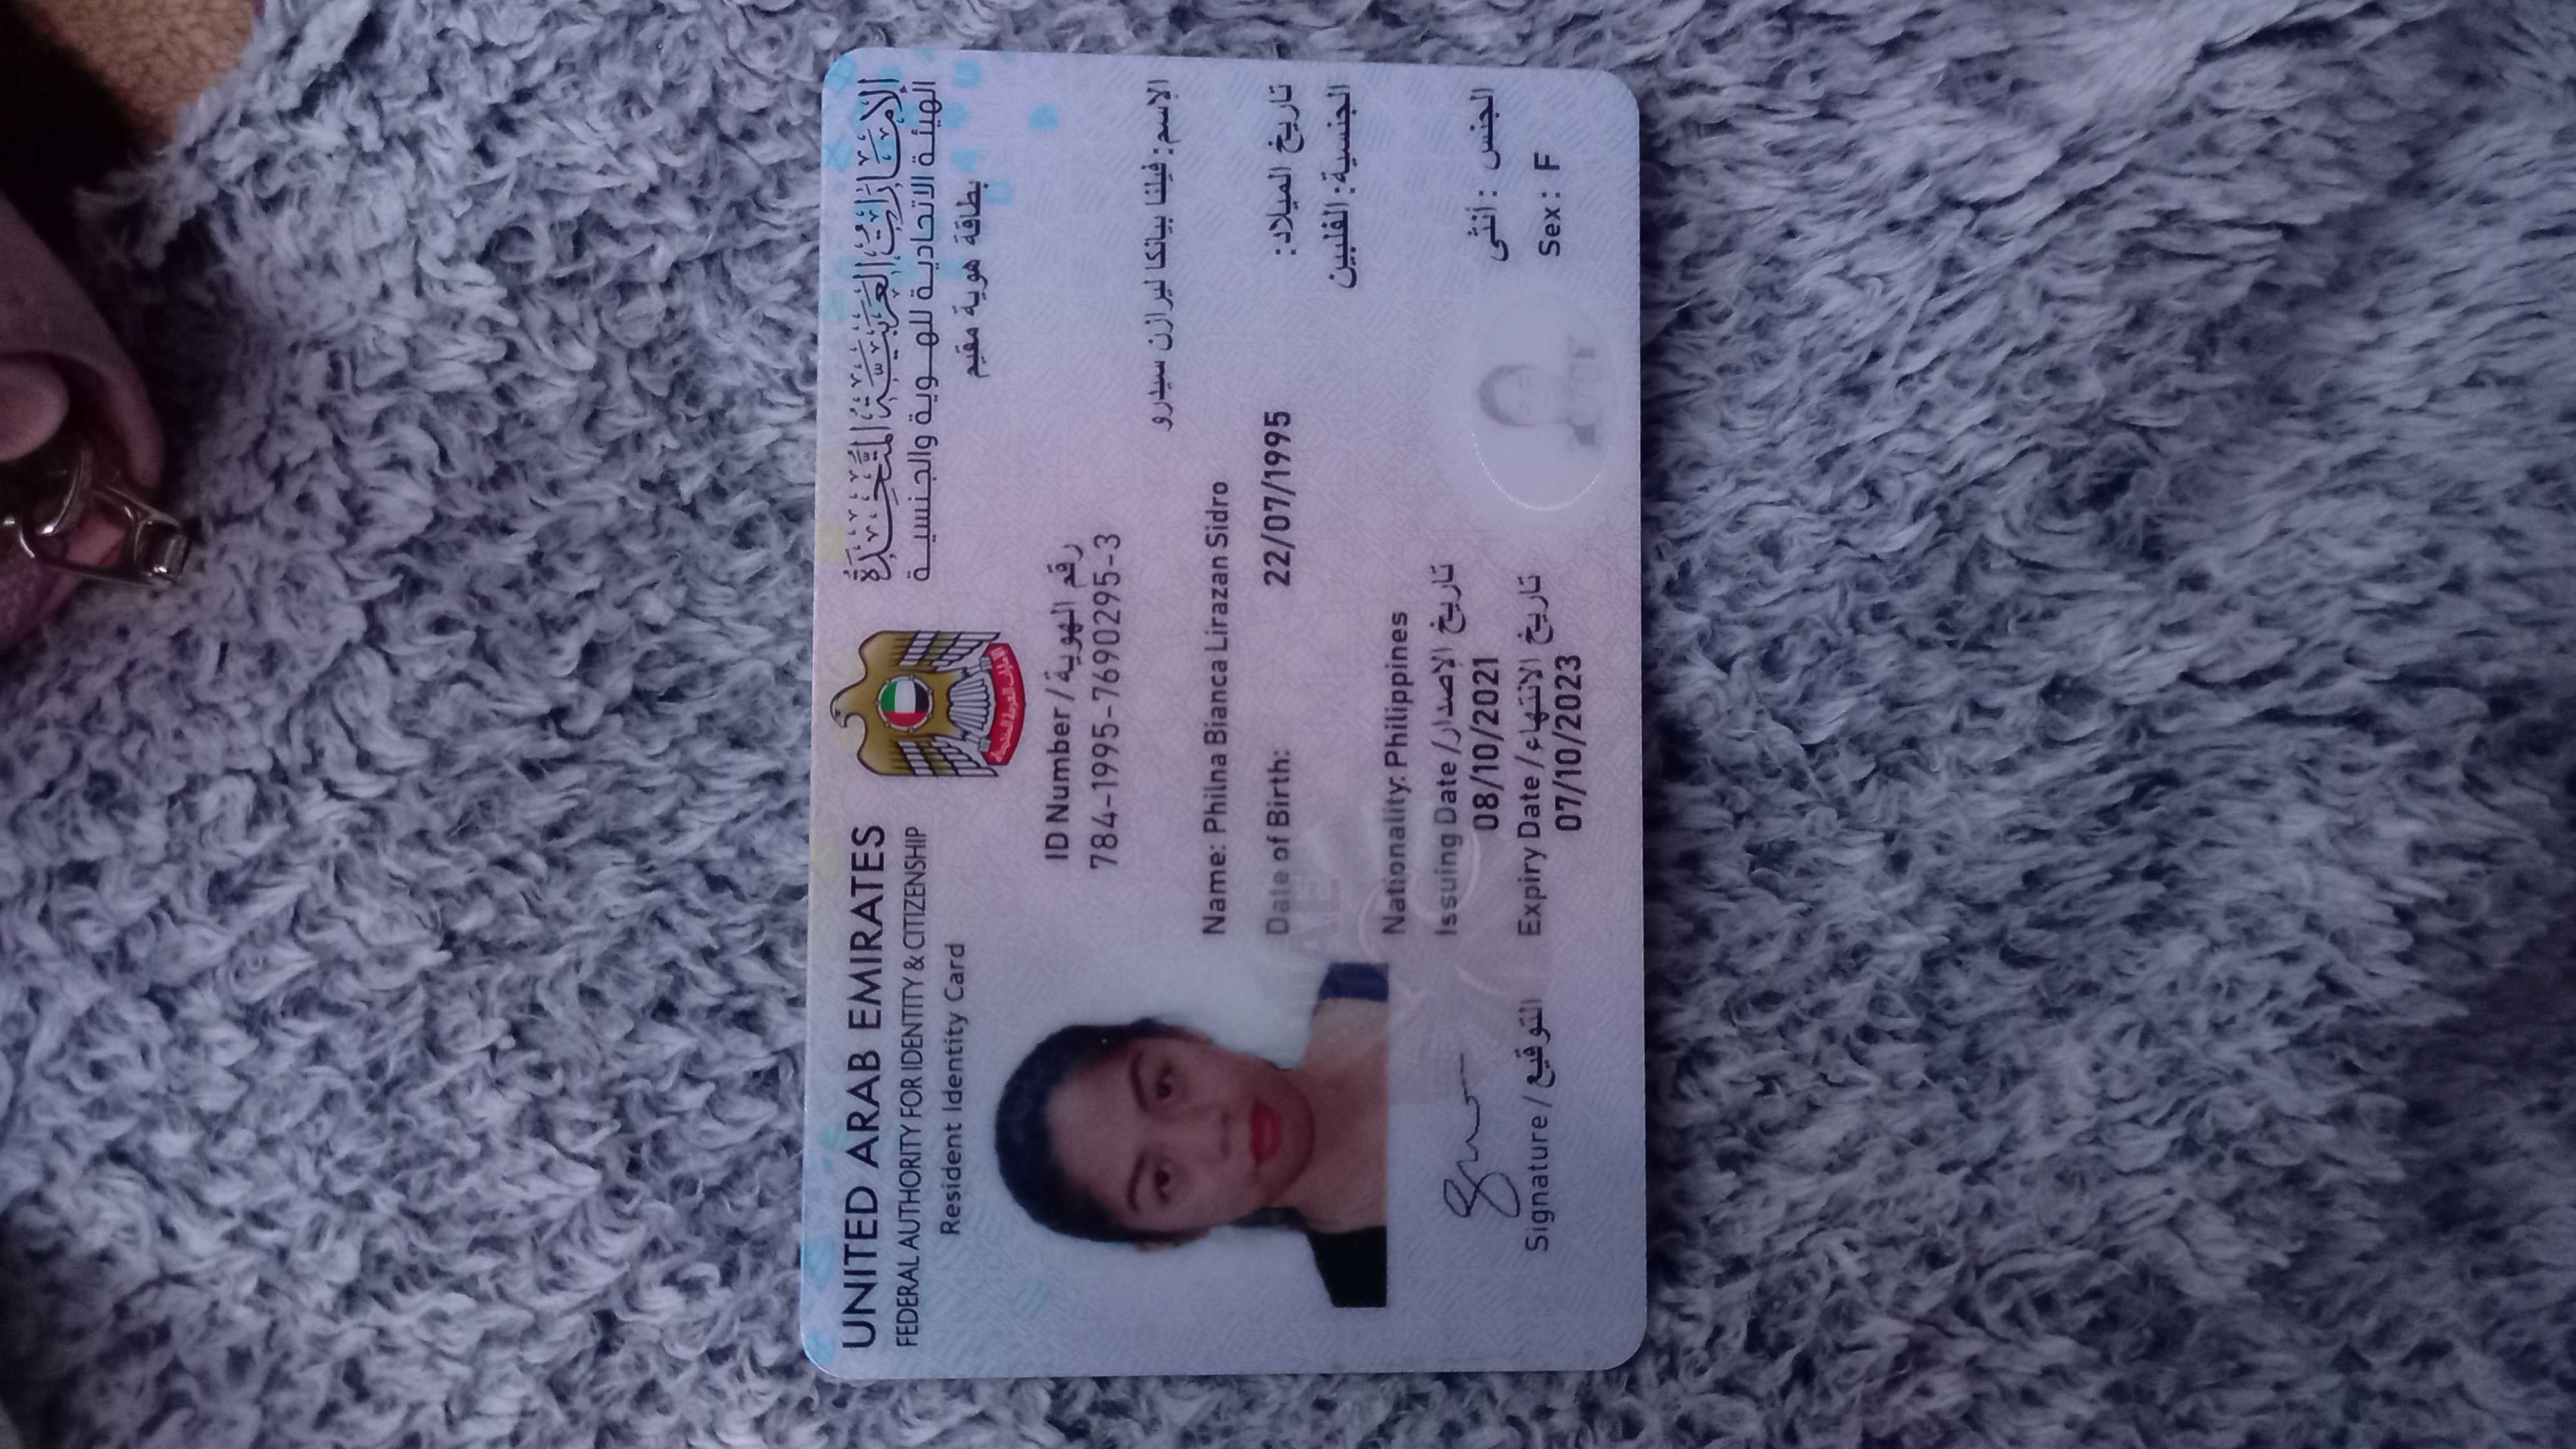 UNITED ARAB EMIRATES
FEDERAL AUTHORITY FOR IDENTITY & CITIZENSHIP
Resident Identity Card
الإمارات العربية المتحدة
الهيئة الاتحادية للهوية والجنسية
بطاقة هوية مقيم
الإمارات العربية المتحدة
ID Number / رقم الهوية
784-1995-7690295-3
الإسم: فيلنا بيانكا ليرازن سيدرو
Name: Philna Bianca Lirazan Sidro
Date of Birth: 22/07/1995 تاريخ الميلاد:
الجنسية: الفلبين
Nationality: Philippines
Issuing Date / تاريخ الإصدار
08/10/2021
الجنس : أنثى
Expiry Date / تاريخ الانتهاء
07/10/2023
Sex: F
Signature / التوقيع
UAE